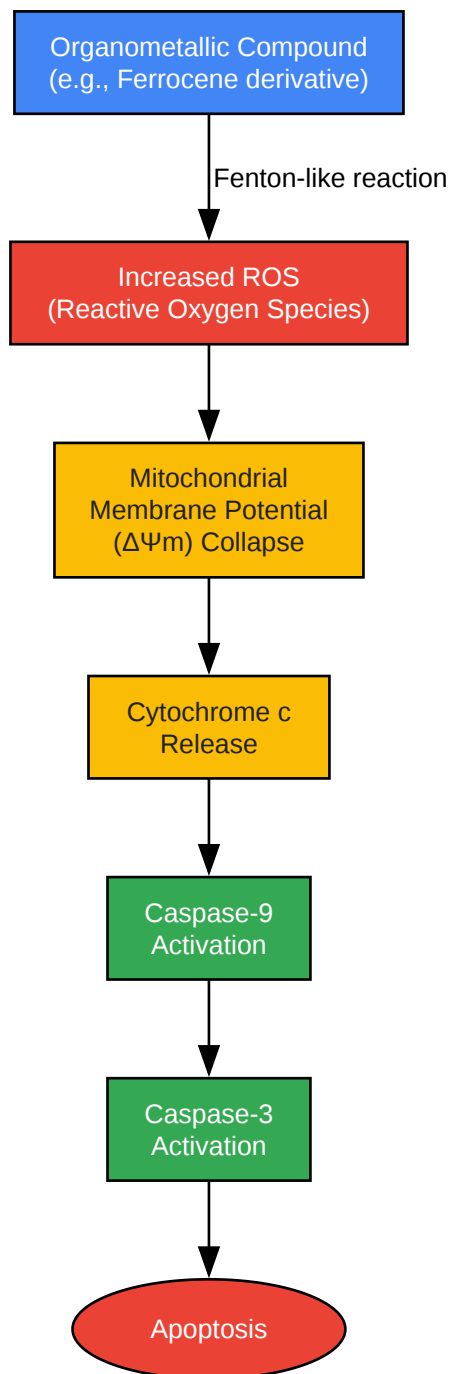 Organometallic Compound
(e.g., Ferrocene derivative)
Fenton-like reaction
Increased ROS
(Reactive Oxygen Species)
Mitochondrial
Membrane Potential
(ΔΨm) Collapse
Cytochrome c
Release
Caspase-9
Activation
Caspase-3
Activation
Apoptosis